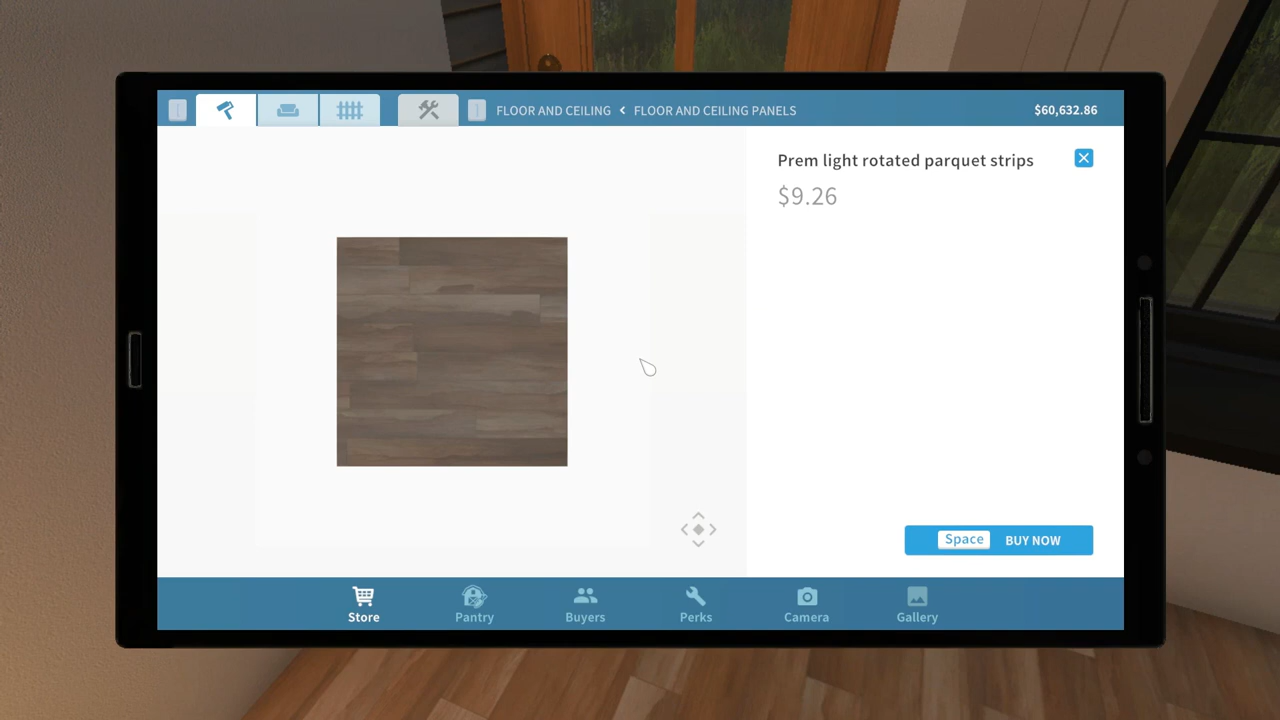 FLOOR AND CEILING < FLOOR AND CEILING PANELS
$60,632.86
Prem light rotated parquet strips
$9.26
Space BUY NOW
Store
Pantry
Buyers
Perks
Camera
Gallery